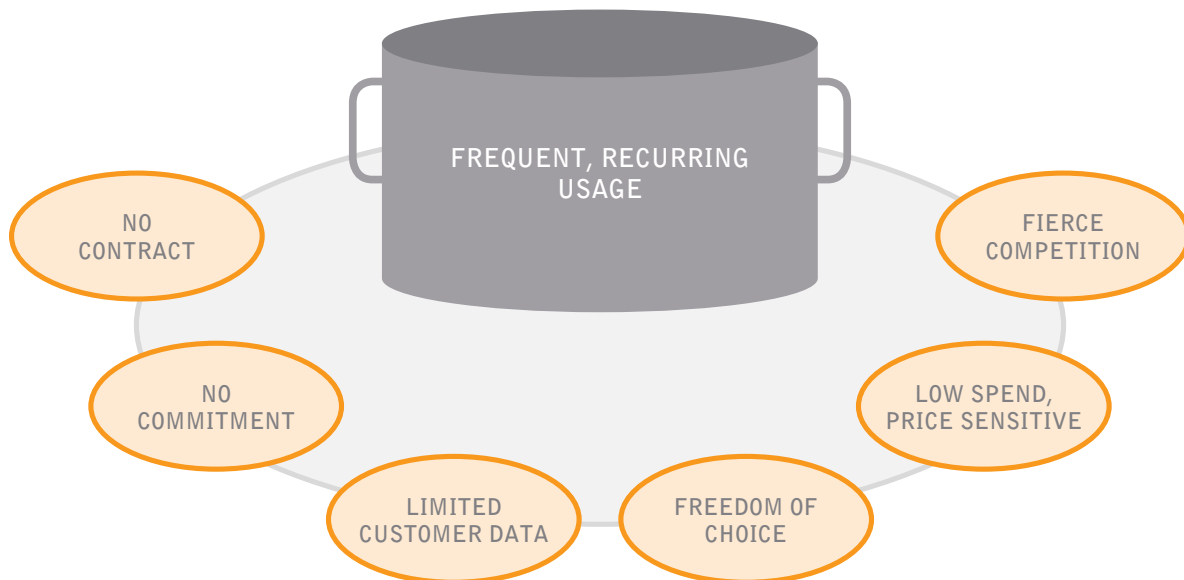 FREQUENT, RECURRING
USAGE
NO
CONTRACT
FIERCE
COMPETITION
NO
COMMITMENT
LOW SPEND,
PRICE SENSITIVE
LIMITED
CUSTOMER DATA
FREEDOM OF
CHOICE